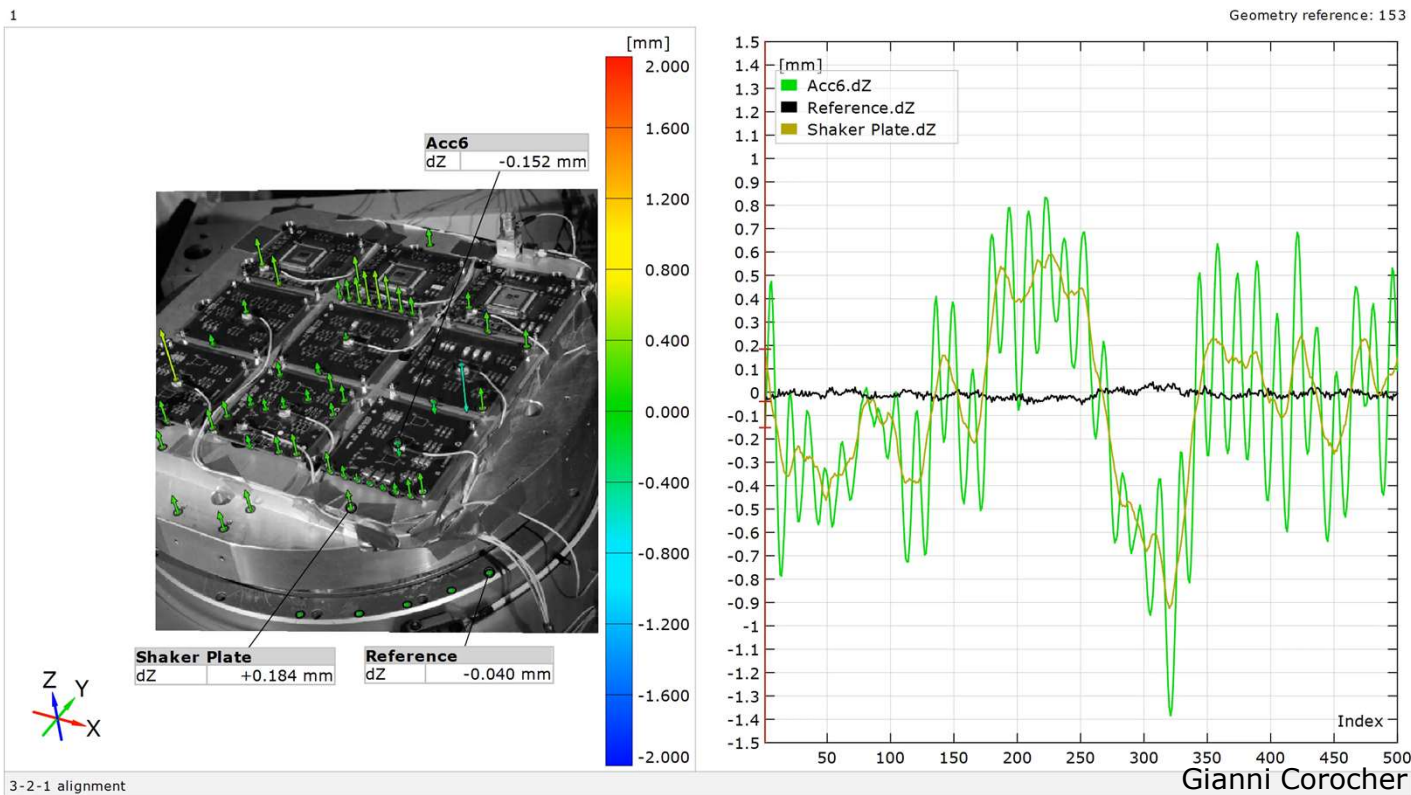 1
Geometry reference: 153
[mm]
2.000
1.600
1.200
0.800
0.400
0.000
-0.400
-0.800
-1.200
-1.600
-2.000
Acc6
dZ -0.152 mm
Shaker Plate
dZ +0.184 mm
Reference
dZ -0.040 mm
Z
Y
X
[mm]
Acc6.dZ
Reference.dZ
Shaker Plate.dZ
1.5
1.4
1.3
1.2
1.1
1
0.9
0.8
0.7
0.6
0.5
0.4
0.3
0.2
0.1
0
-0.1
-0.2
-0.3
-0.4
-0.5
-0.6
-0.7
-0.8
-0.9
-1
-1.1
-1.2
-1.3
-1.4
-1.5
Index
50 100 150 200 250 300 350 400 450 500
3-2-1 alignment
Gianni Corocher